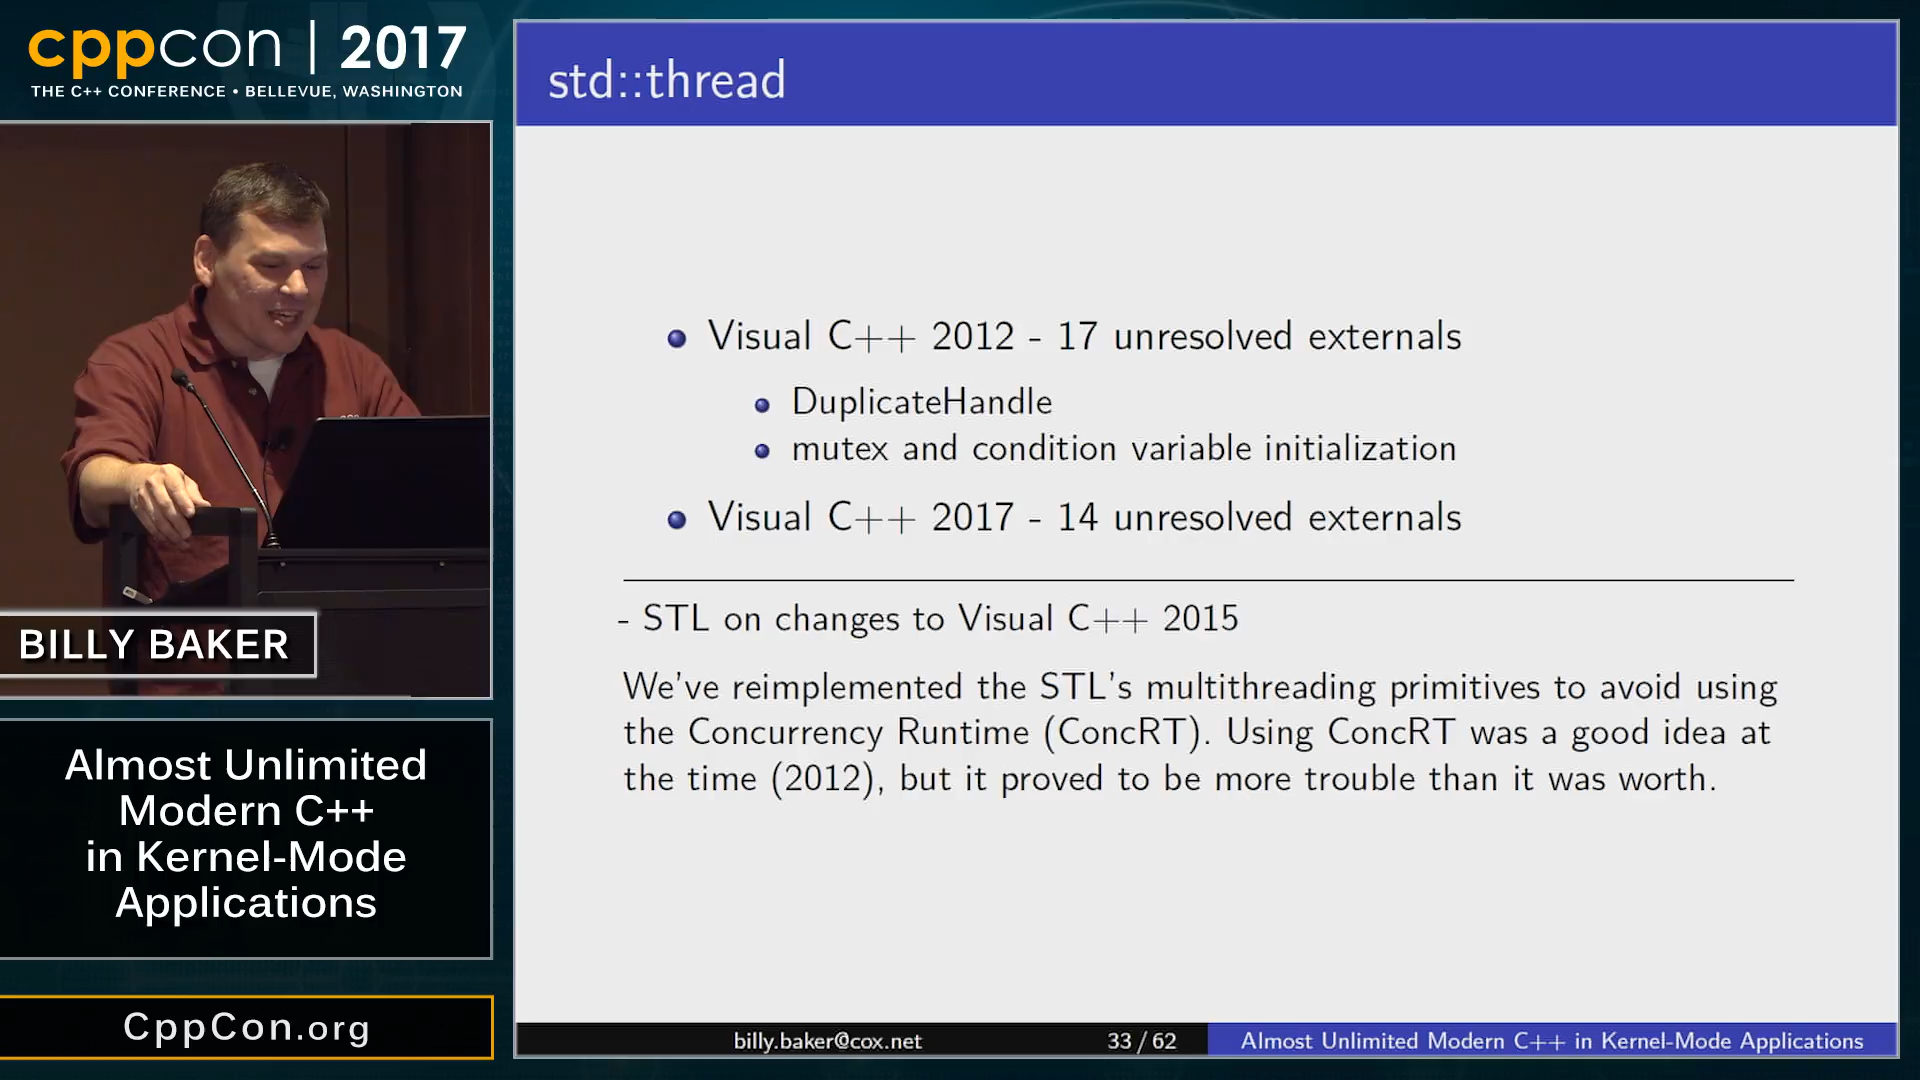 cppcon | 2017
THE C++ CONFERENCE • BELLEVUE, WASHINGTON
BILLY BAKER
Almost Unlimited
Modern C++
in Kernel-Mode
Applications
CppCon.org
std::thread
Visual C++ 2012 - 17 unresolved externals
DuplicateHandle
mutex and condition variable initialization
Visual C++ 2017 - 14 unresolved externals
- STL on changes to Visual C++ 2015
We've reimplemented the STL's multithreading primitives to avoid using
the Concurrency Runtime (ConcRT). Using ConcRT was a good idea at
the time (2012), but it proved to be more trouble than it was worth.
billy.baker@cox.net
33 / 62
Almost Unlimited Modern C++ in Kernel-Mode Applications